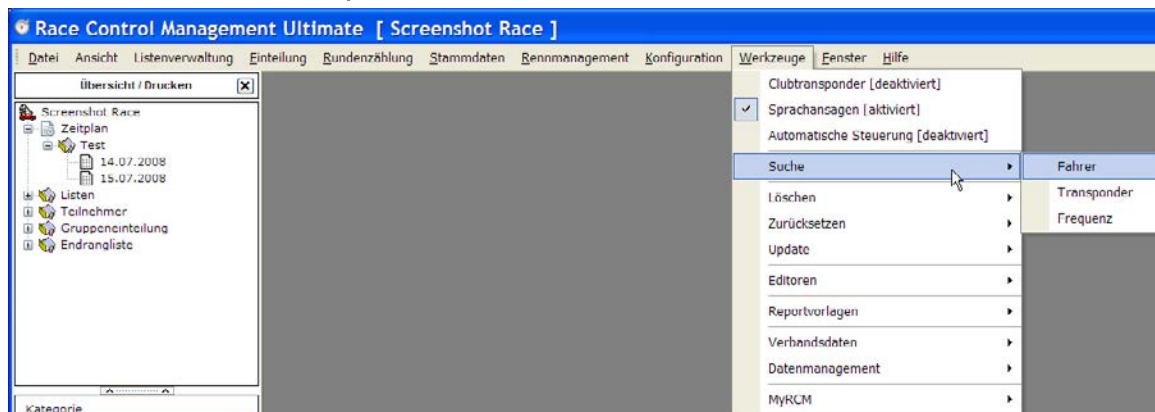 Race Control Management Ultimate [ Screenshot Race ]
Datei Ansicht Listenverwaltung Einteilung Rundenzählung Stammdaten Rennmanagement Konfiguration Werkzeuge Fenster Hilfe
Übersicht / Drucken
Screenshot Race
Zeitplan
Test
14.07.2008
15.07.2008
Listen
Teilnehmer
Gruppeneinteilung
Endrangliste
Kategorie
Clubtransponder [deaktiviert]
Sprachansagen [aktiviert]
Automatische Steuerung [deaktiviert]
Suche
Löschen
Zurücksetzen
Update
Editoren
Reportvorlagen
Verbandsdaten
Datenmanagement
MyRCM
Fahrer
Transponder
Frequenz